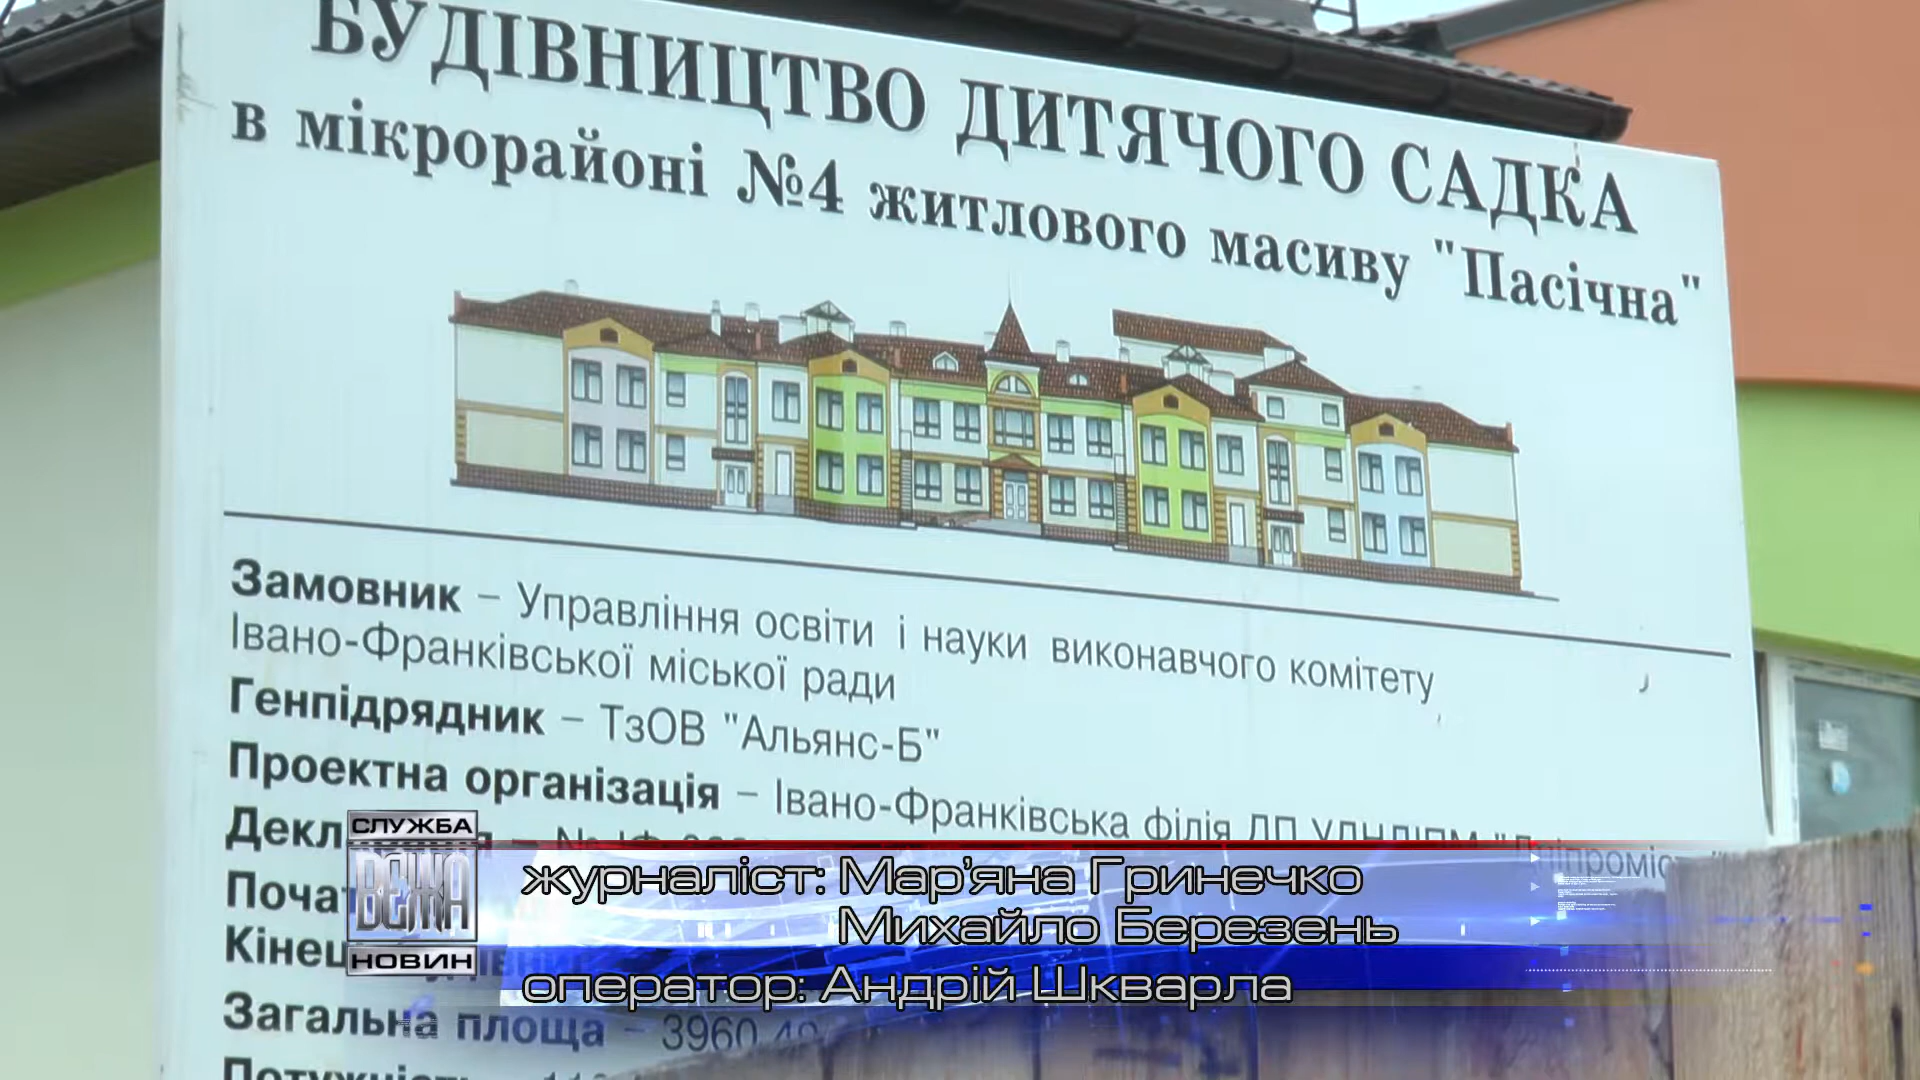 БУДІВНИЦТВО ДИТЯЧОГО САДКА
в мікрорайоні №4 житлового масиву "Пасічна"
Замовник – Управління освіти і науки виконавчого комітету
Івано-Франківської міської ради
Генпідрядник – ТзОВ "Альянс-Б"
Проектна організація – Івано-Франківська філія ДП
Загальна площа – 3960,
СЛУЖБА
ВЕЖА
НОВИН
журналіст: Мар'яна Гринечко
Михайло Березень
оператор: Андрій Шкварла